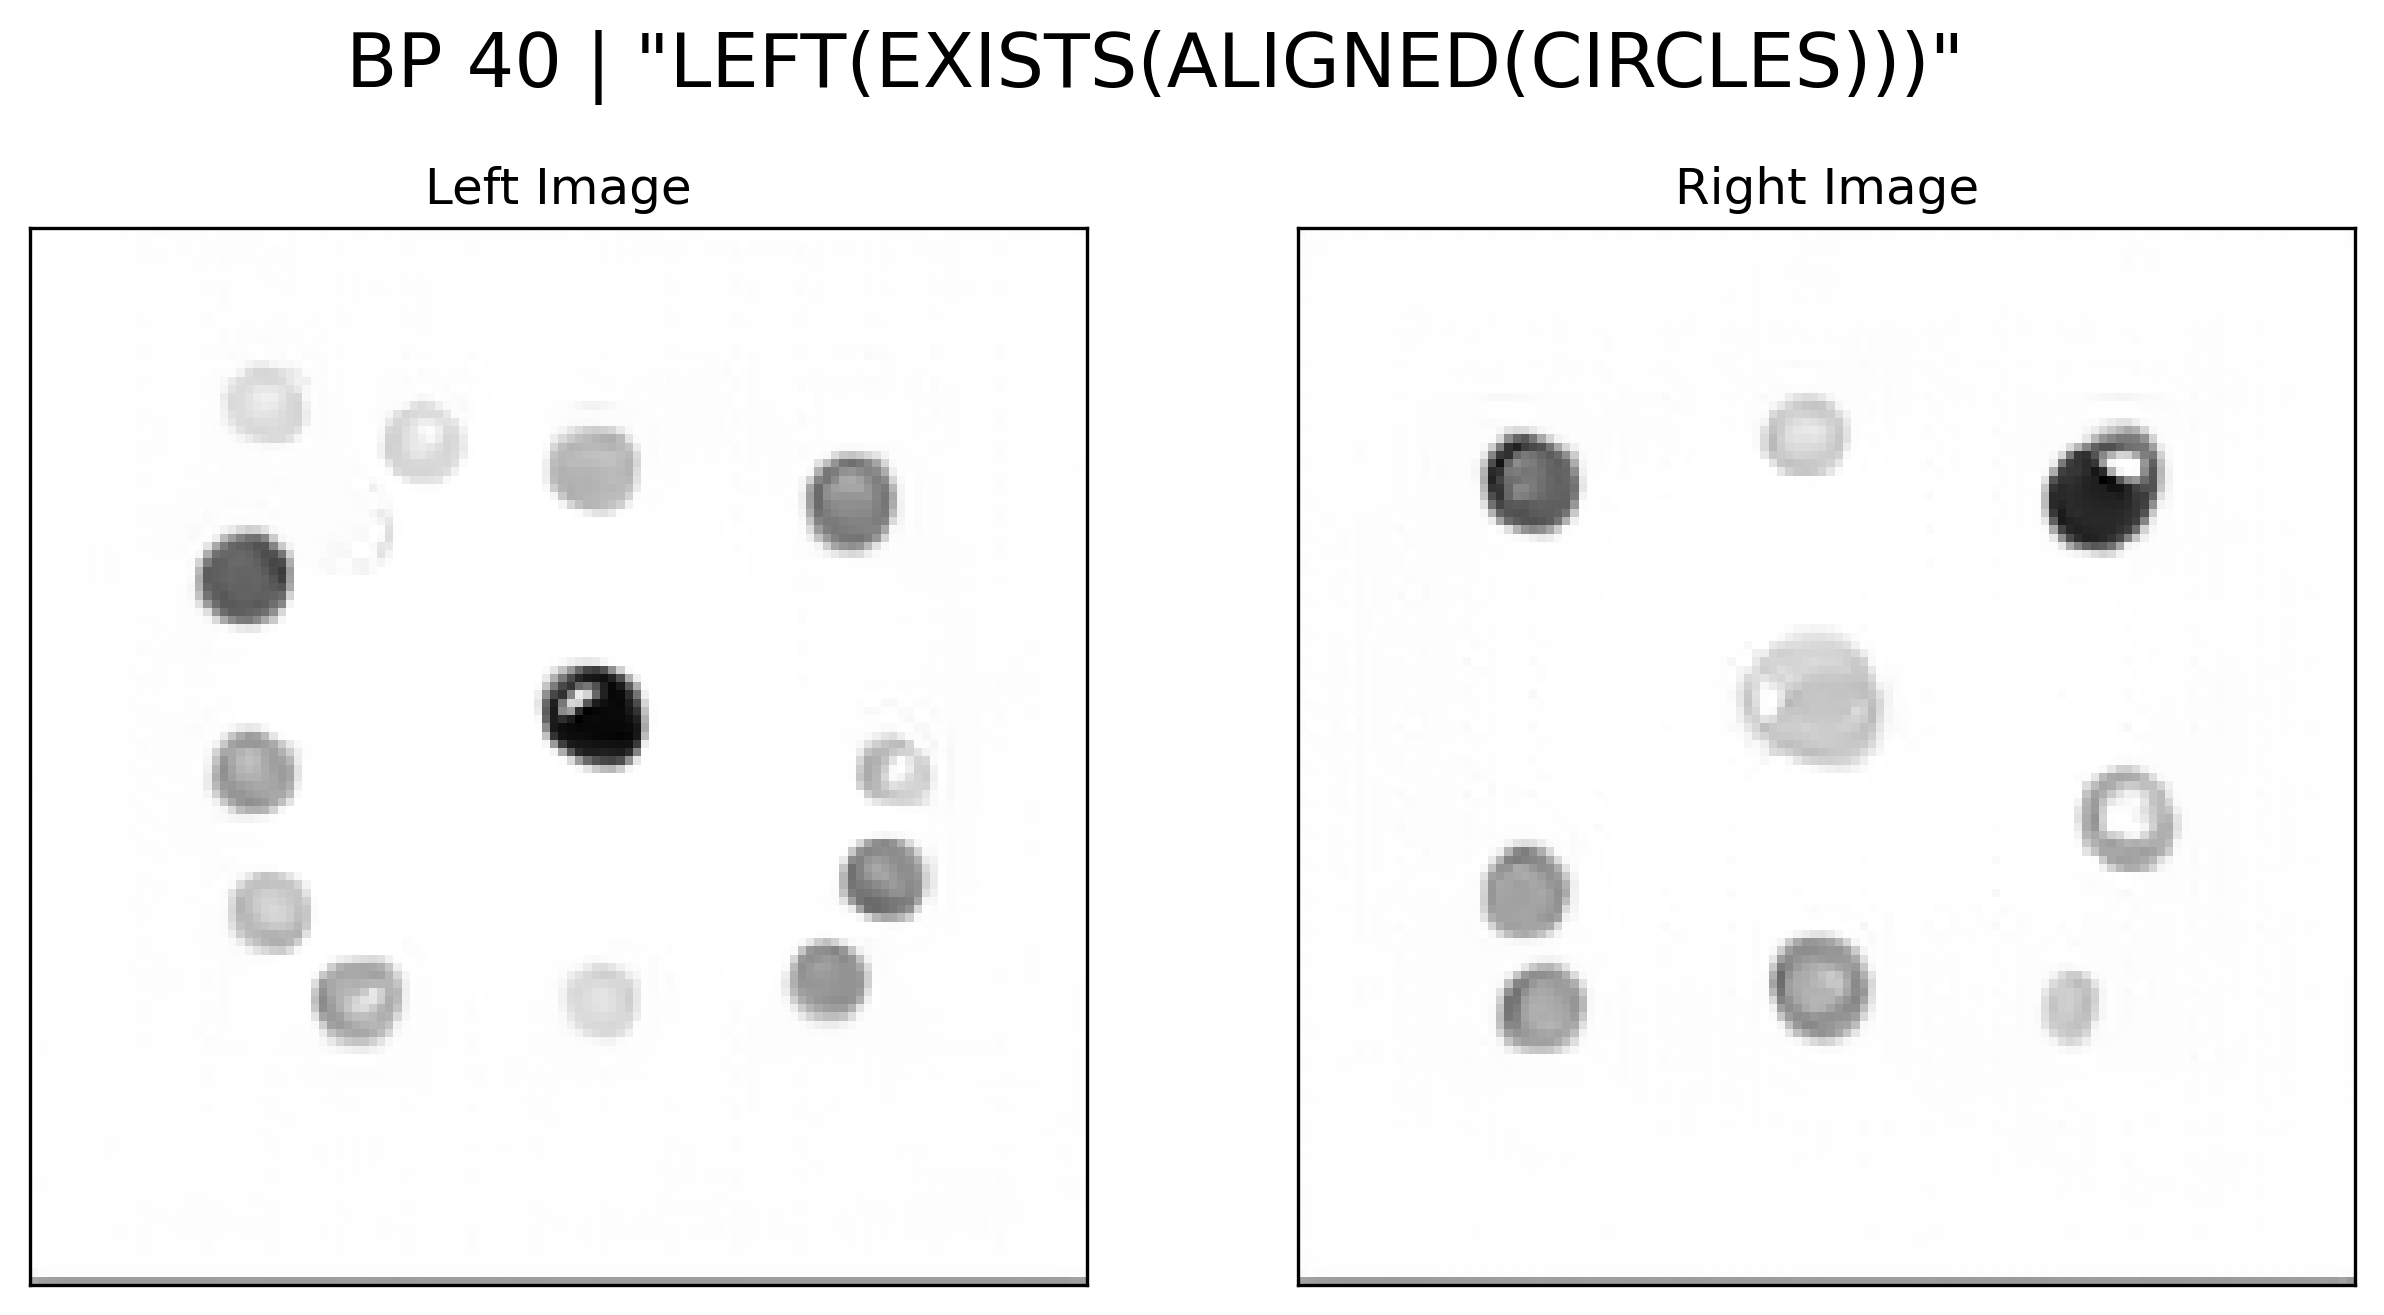 BP 40 | "LEFT(EXISTS(ALIGNED(CIRCLES)))"
Left Image
Right Image